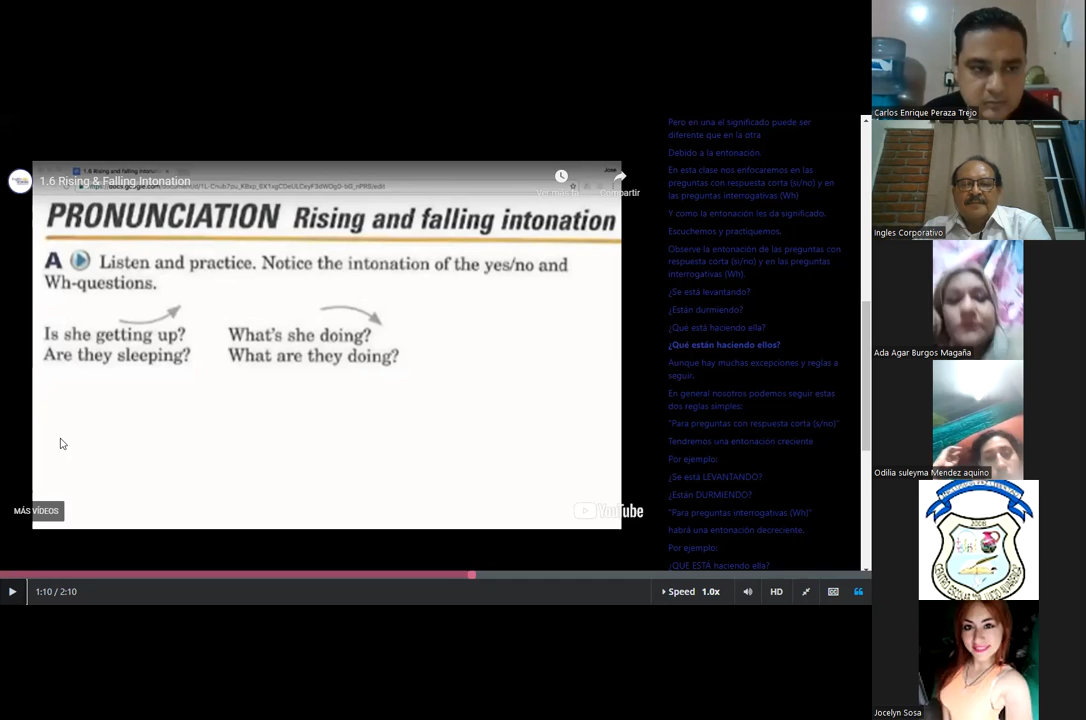 1.6 Rising & Falling Intonation
Ver más ta...
Compartir
PRONUNCIATION Rising and falling intonation
A Listen and practice. Notice the intonation of the yes/no and
Wh-questions.
Is she getting up?
Are they sleeping?
What's she doing?
What are they doing?
MÁS VÍDEOS
YouTube
1:10 / 2:10
Speed 1.0x
HD
Pero en una el significado puede ser
diferente que en la otra
Debido a la entonación.
En esta clase nos enfocaremos en las
preguntas con respuesta corta (si/no) y en
las preguntas interrogativas (Wh)
Y como la entonación les da significado.
Escuchemos y practiquemos.
Observe la entonación de las preguntas con
respuesta corta (si/no) y en las preguntas
interrogativas (Wh).
¿Se está levantando?
¿Están durmiendo?
¿Qué está haciendo ella?
¿Qué están haciendo ellos?
Aunque hay muchas excepciones y reglas a
seguir.
En general nosotros podemos seguir estas
dos reglas simples:
"Para preguntas con respuesta corta (s/no)"
Tendremos una entonación creciente
Por ejemplo:
¿Se está LEVANTANDO?
¿Están DURMIENDO?
"Para preguntas interrogativas (Wh)"
habrá una entonación decreciente.
Por ejemplo:
¿QUE ESTÁ haciendo ella?
Carlos Enrique Peraza Trejo
Ingles Corporativo
Ada Agar Burgos Magaña
Odilia suleyma Mendez aquino
2008
Jocelyn Sosa